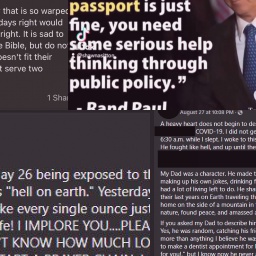 that is so warped
days right would
right. It is sad to
e Bible, but do no
doesn't fit their
t serve two
1 Shar
passport is just
fine, you need
some serious help
thinking through
public policy."
- Rand Paul
August 27 at 10:08 PM
A heavy heart does not begin to de
COVID-19. I did not ge
6:30 a.m. while I slept, I woke to this
He fought like hell, and up until the
My Dad was a character. He made t
making up his own jokes, drinking f
had a lot of living left to do. He sha
their last years on Earth traveling th
home on the side of a mountain in
nature, found peace, and amassed a
If you asked my Dad to describe him
Yes, he was random, catching his frie
more than anything I believe he wa
to make a dentist appointment for h
for you!" but I know now he never
ay 26 being exposed to th
s "hell on earth." Yesterday
ke every single ounce just
fe! I IMPLORE YOU....PLEA
N'T KNOW HOW MUCH LO